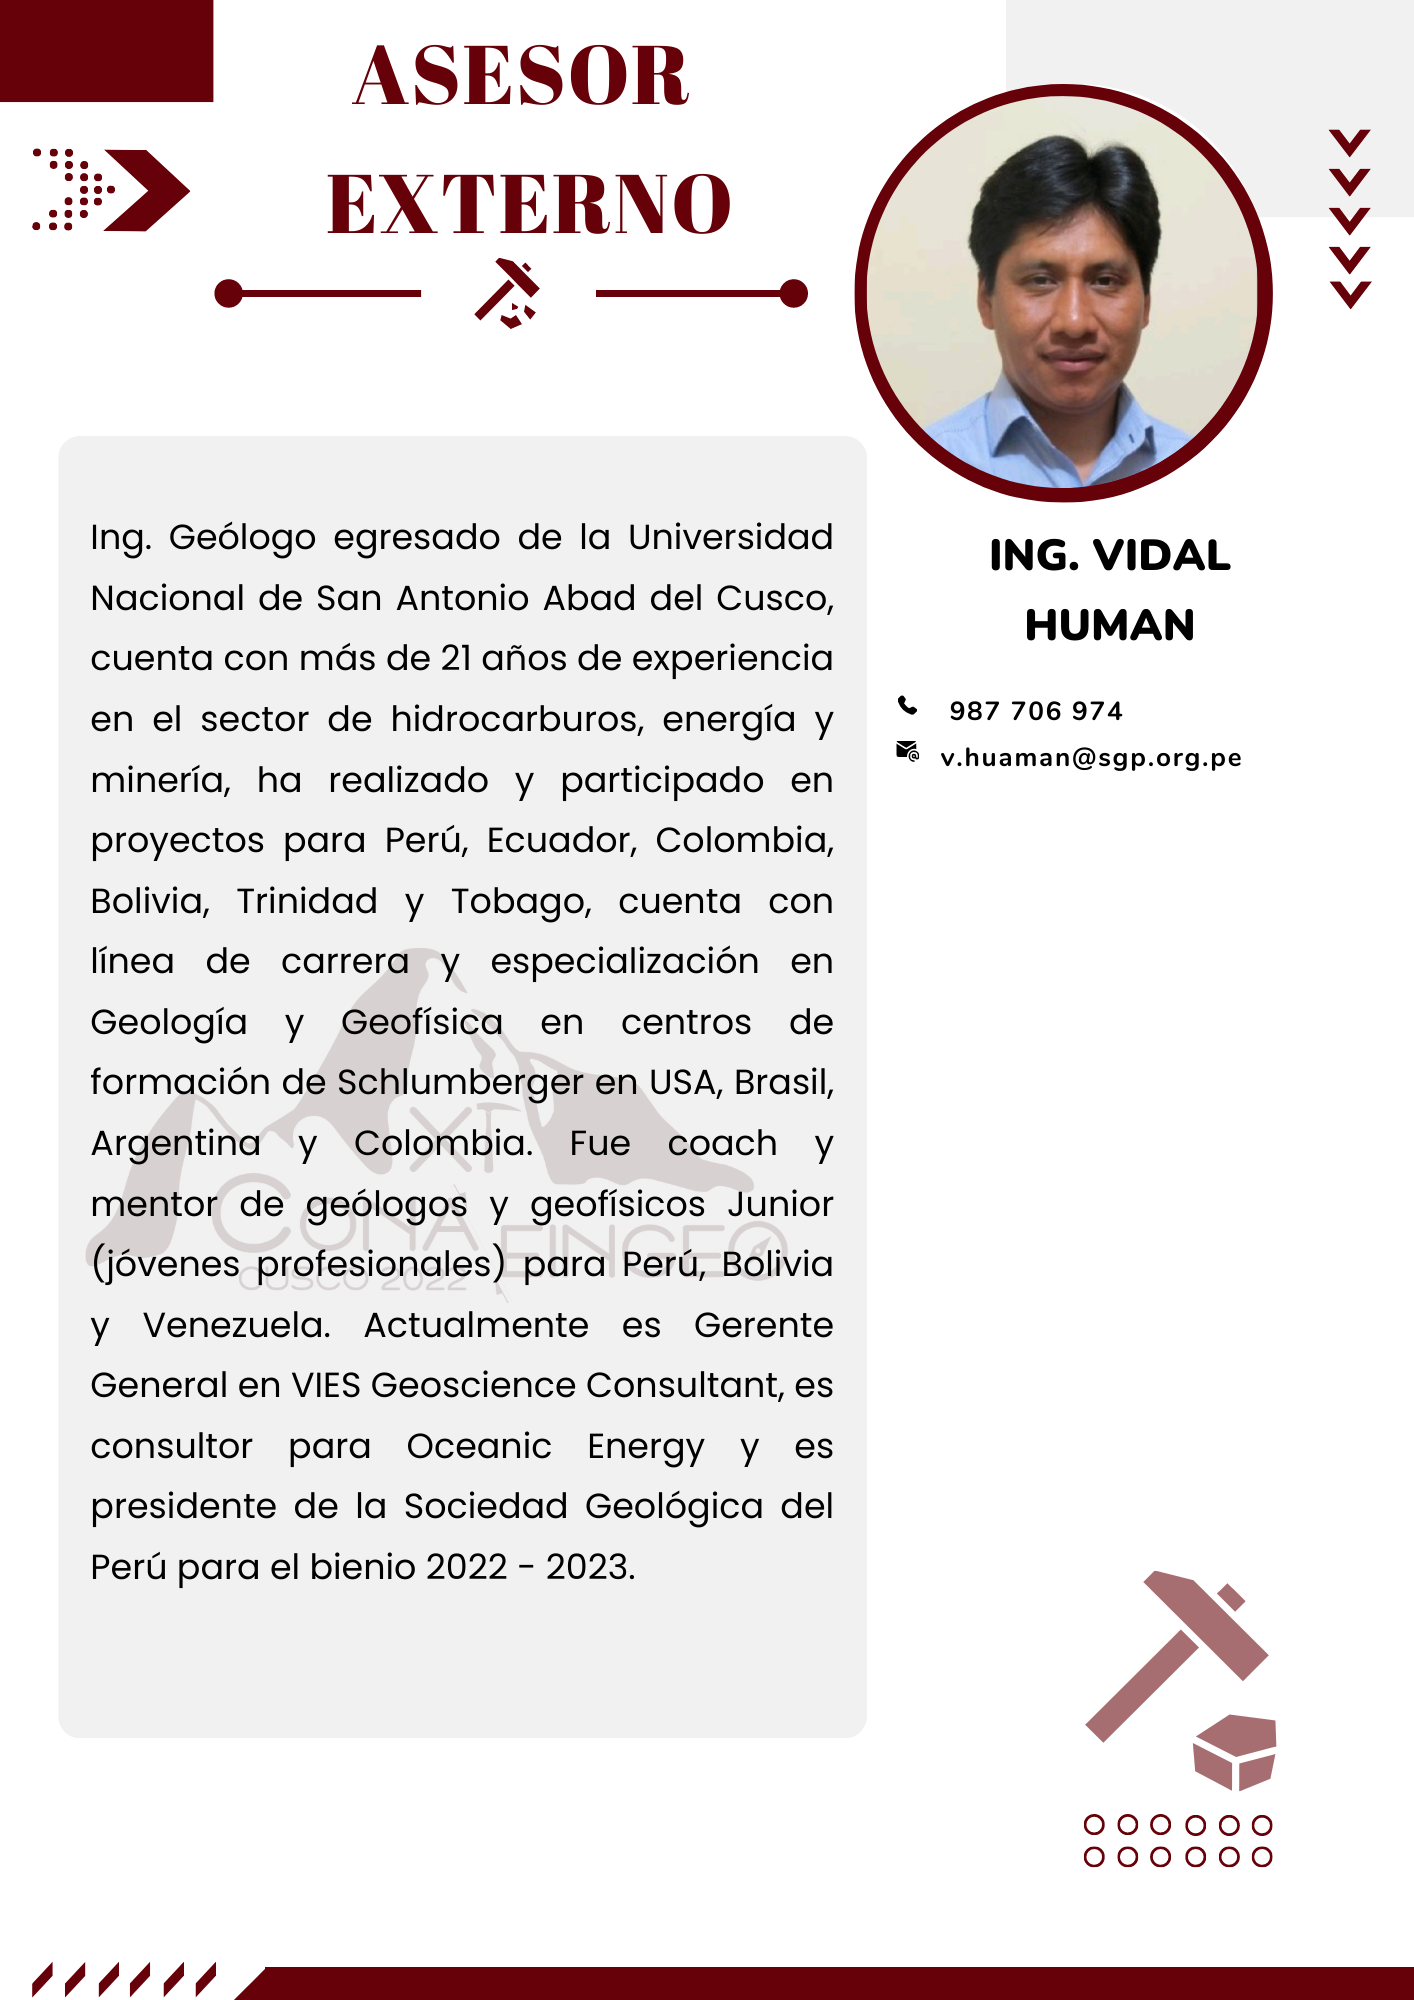 ASESOR
EXTERNO
Ing. Geólogo egresado de la Universidad
Nacional de San Antonio Abad del Cusco,
cuenta con más de 21 años de experiencia
en el sector de hidrocarburos, energía y
minería, ha realizado y participado en
proyectos para Perú, Ecuador, Colombia,
Bolivia, Trinidad y Tobago, cuenta con
línea de carrera y especialización en
Geología y Geofísica en centros de
formación de Schlumberger en USA, Brasil,
Argentina y Colombia. Fue coach y
mentor de geólogos y geofísicos Junior
(jóvenes profesionales) para Perú, Bolivia
y Venezuela. Actualmente es Gerente
General en VIES Geoscience Consultant, es
consultor para Oceanic Energy y es
presidente de la Sociedad Geológica del
Perú para el bienio 2022 - 2023.
XI
CONA EINGEO
CUSCO 2022
ING. VIDAL
HUMAN
987 706 974
v.huaman@sgp.org.pe